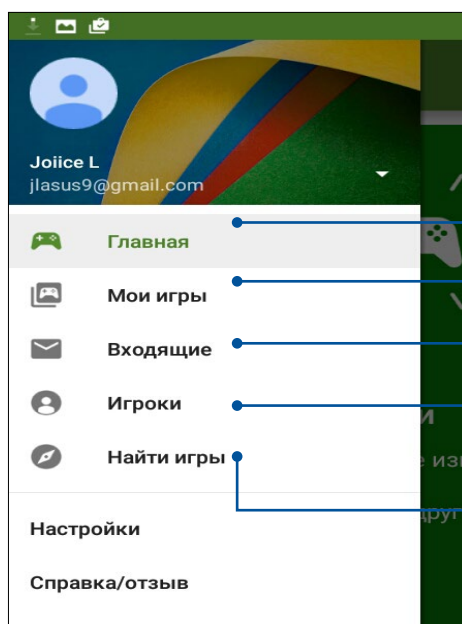 Joiice L
jlasus9@gmail.com
Главная
Мои игры
Входящие
Игроки
Найти игры
Настройки
Справка/отзыв